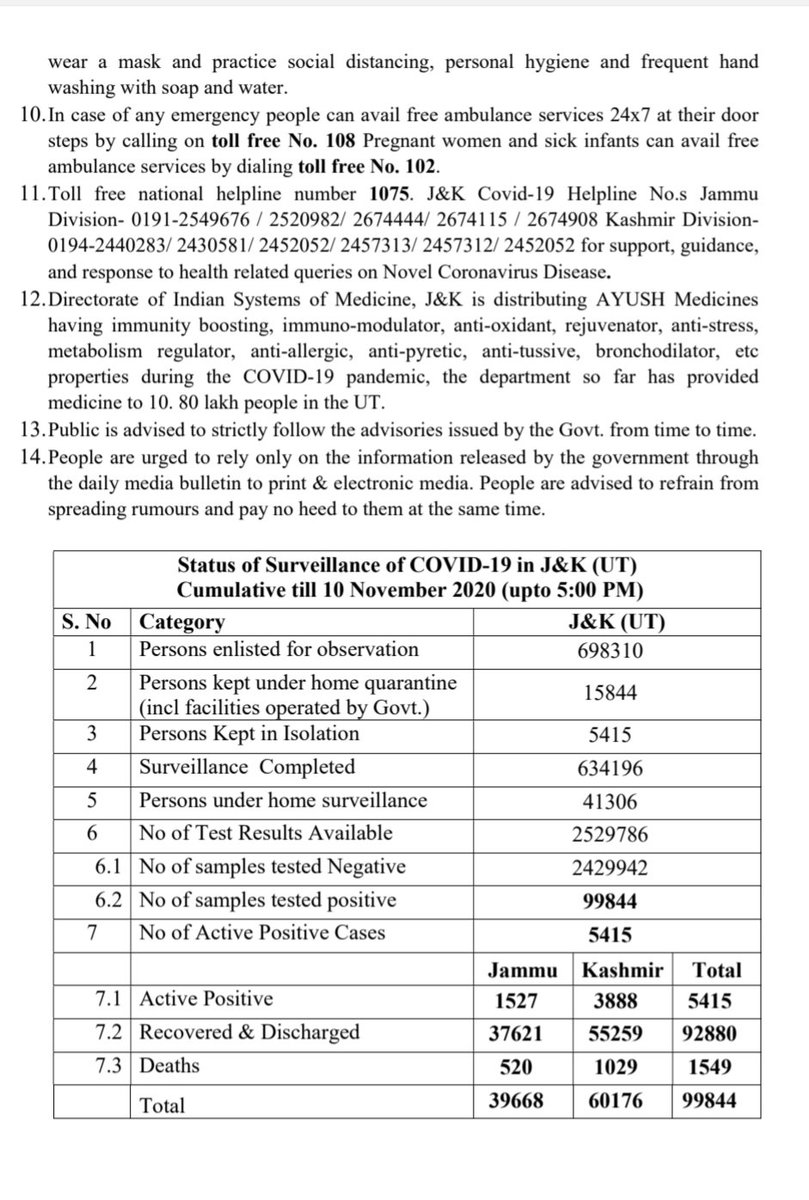 wear a mask and practice social distancing, personal hygiene and frequent hand
washing with soap and water.
10.In case of any emergency people can avail free ambulance services 24x7 at their door
steps by calling on toll free No. 108 Pregnant women and sick infants can avail free
ambulance services by dialing toll free No. 102.
11.Toll free national helpline number 1075. J&K Covid-19 Helpline No.s Jammu
Division- 0191-2549676 / 2520982/ 2674444/ 2674115 / 2674908 Kashmir Division-
0194-2440283/ 2430581/ 2452052/ 2457313/ 2457312/ 2452052 for support, guidance,
and response to health related queries on Novel Coronavirus Disease.
12.Directorate of Indian Systems of Medicine, J&K is distributing AYUSH Medicines
having immunity boosting, immuno-modulator, anti-oxidant, rejuvenator, anti-stress,
metabolism regulator, anti-allergic, anti-pyretic, anti-tussive, bronchodilator, etc
properties during the COVID-19 pandemic, the department so far has provided
medicine to 10. 80 lakh people in the UT.
13.Public is advised to strictly follow the advisories issued by the Govt. from time to time.
14.People are urged to rely only on the information released by the government through
the daily media bulletin to print & electronic media. People are advised to refrain from
spreading rumours and pay no heed to them at the same time.
Status of Surveillance of COVID-19 in J&K (UT)
Cumulative till 10 November 2020 (upto 5:00 PM)
S. No Category J&K (UT)
1 Persons enlisted for observation 698310
2 Persons kept under home quarantine
(incl facilities operated by Govt.) 15844
3 Persons Kept in Isolation 5415
4 Surveillance Completed 634196
5 Persons under home surveillance 41306
6 No of Test Results Available 2529786
6.1 No of samples tested Negative 2429942
6.2 No of samples tested positive 99844
7 No of Active Positive Cases 5415
Jammu Kashmir Total
7.1 Active Positive 1527 3888 5415
7.2 Recovered & Discharged 37621 55259 92880
7.3 Deaths 520 1029 1549
Total 39668 60176 99844